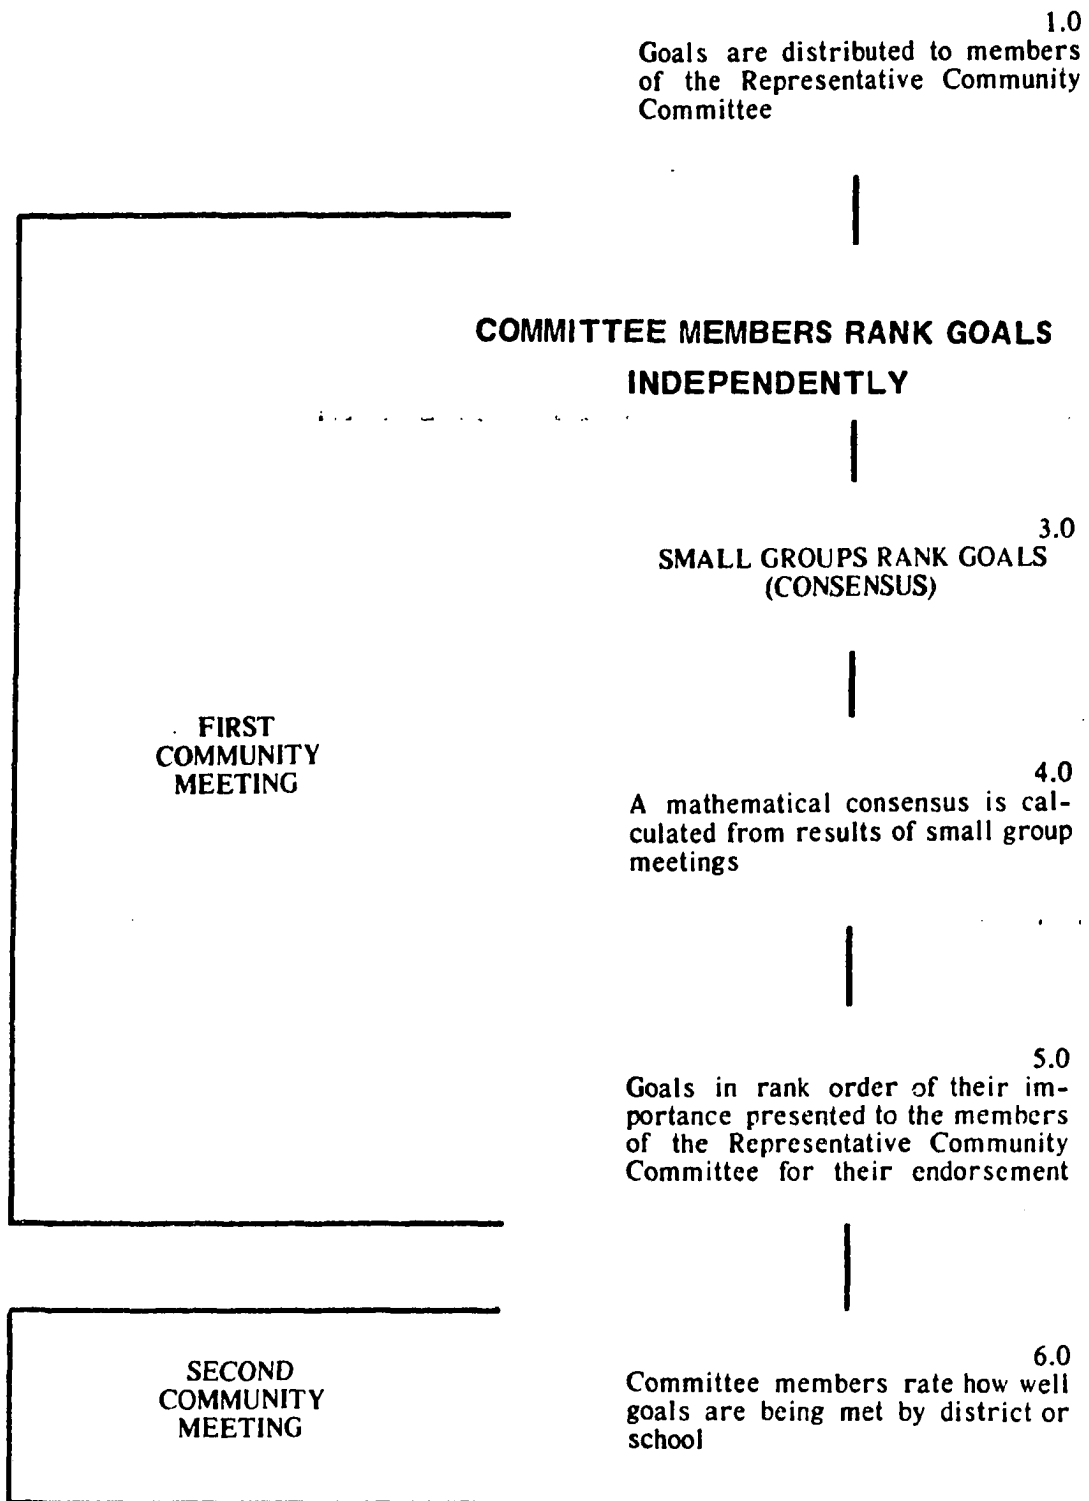 1.0
Goals are distributed to members
of the Representative Community
Committee
COMMITTEE MEMBERS RANK GOALS
INDEPENDENTLY
3.0
SMALL GROUPS RANK GOALS
(CONSENSUS)
FIRST
COMMUNITY
MEETING
4.0
A mathematical consensus is cal-
culated from results of small group
meetings
5.0
Goals in rank order of their im-
portance presented to the members
of the Representative Community
Committee for their endorsement
SECOND
COMMUNITY
MEETING
6.0
Committee members rate how well
goals are being met by district or
school